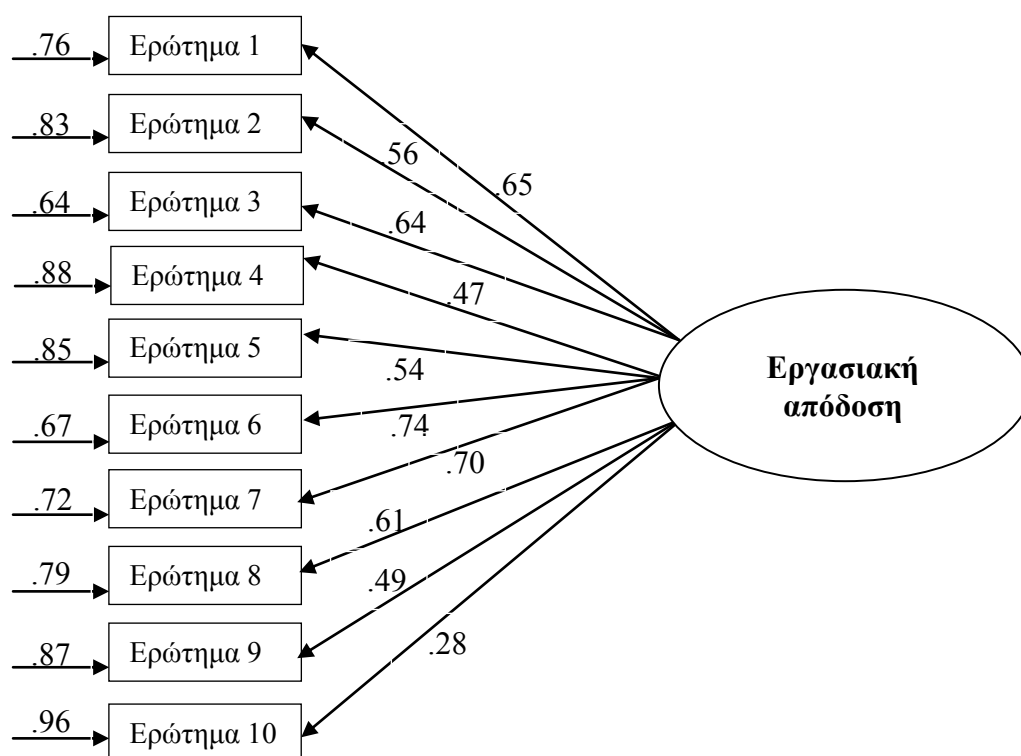 .76 Ερώτημα 1
.83 Ερώτημα 2
.56
.65
.64 Ερώτημα 3
.64
.88 Ερώτημα 4
.47
.85 Ερώτημα 5
.54
Εργασιακή
απόδοση
.67 Ερώτημα 6
.74
.70
.72 Ερώτημα 7
.61
.79 Ερώτημα 8
.49
.87 Ερώτημα 9
.28
.96 Ερώτημα 10